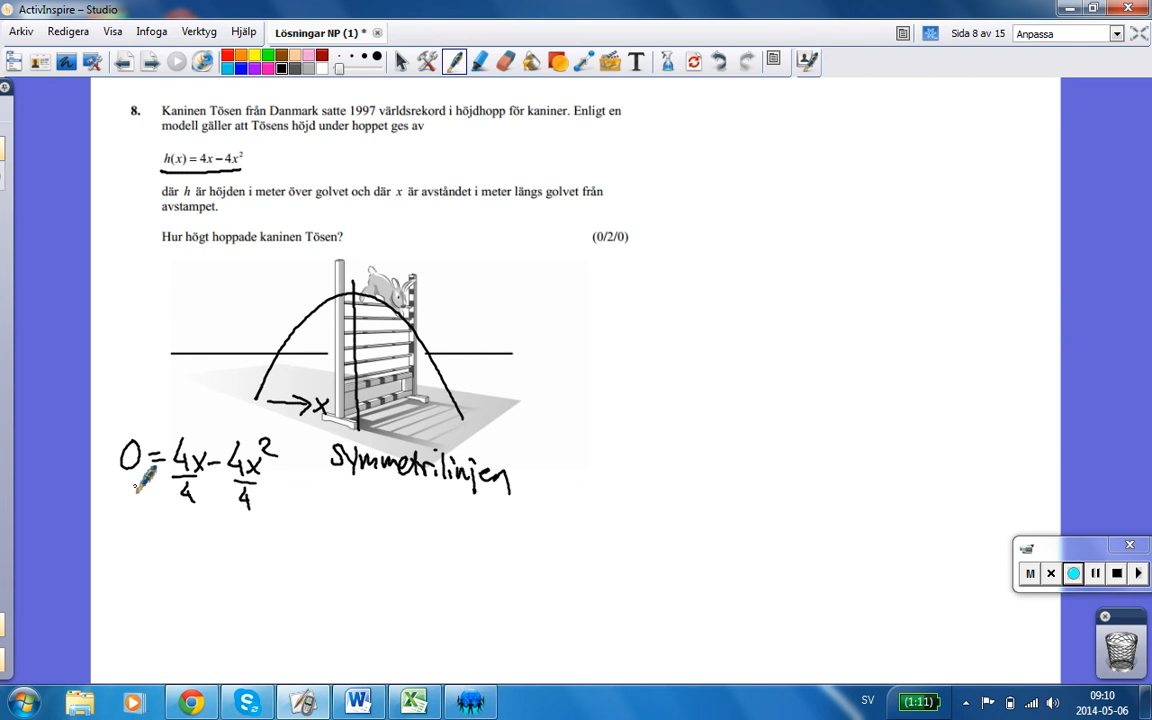 ActivInspire – Studio
Arkiv Redigera Visa Infoga Verktyg Hjälp Lösningar NP (1) * Sida 8 av 15 Anpassa
8. Kaninen Tösen från Danmark satte 1997 världsrekord i höjdhopp för kaniner. Enligt en
modell gäller att Tösens höjd under hoppet ges av
h(x) = 4x – 4x²
där h är höjden i meter över golvet och där x är avståndet i meter längs golvet från
avstampet.
Hur högt hoppade kaninen Tösen? (0/2/0)
→x
0 = 4x/4 - 4x²/4
symmetrilinjen
M
SV (1:11) 09:10
2014-05-06